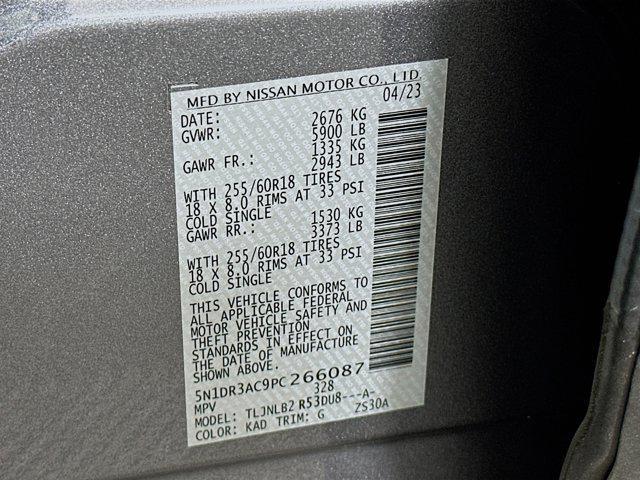 MFD BY NISSAN MOTOR CO., LTD.
DATE: 04/23
GVWR: 2676 KG
5900 LB
GAWR FR.: 1335 KG
2943 LB
WITH 255/60R18 TIRES
18 X 8.0 RIMS AT 33 PSI
COLD SINGLE
GAWR RR.: 1530 KG
3373 LB
WITH 255/60R18 TIRES
18 X 8.0 RIMS AT 33 PSI
COLD SINGLE
THIS VEHICLE CONFORMS TO
ALL APPLICABLE FEDERAL
MOTOR VEHICLE SAFETY AND
THEFT PREVENTION
STANDARDS IN EFFECT ON
THE DATE OF MANUFACTURE
SHOWN ABOVE.
5N1DR3AC9PC266087
MPV 328
MODEL: TLJNLB2 R53DU8---A-
COLOR: KAD TRIM: G ZS30A